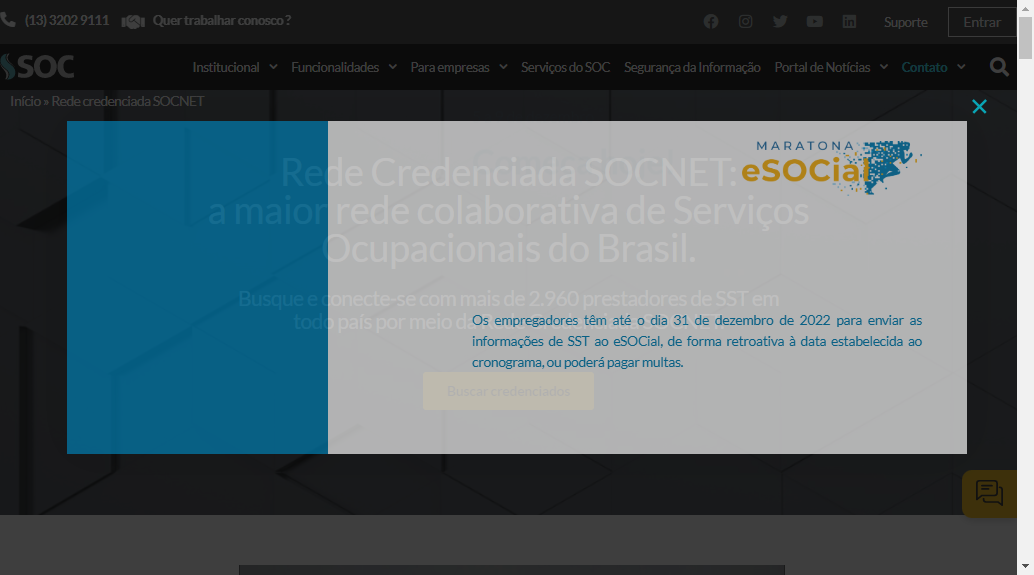 (13) 3202 9111 Quer trabalhar conosco ? Suporte Entrar
SOC Institucional Funcionalidades Para empresas Serviços do SOC Segurança da Informação Portal de Notícias Contato
Início » Rede credenciada SOCNET
MARATONA
eSOCial
Rede Credenciada SOCNET:
a maior rede colaborativa de Serviços
Ocupacionais do Brasil.
Busque e conecte-se com mais de 2.960 prestadores de SST em
todo país por meio da
Os empregadores têm até o dia 31 de dezembro de 2022 para enviar as
informações de SST ao eSOCial, de forma retroativa à data estabelecida ao
cronograma, ou poderá pagar multas.
Buscar credenciados